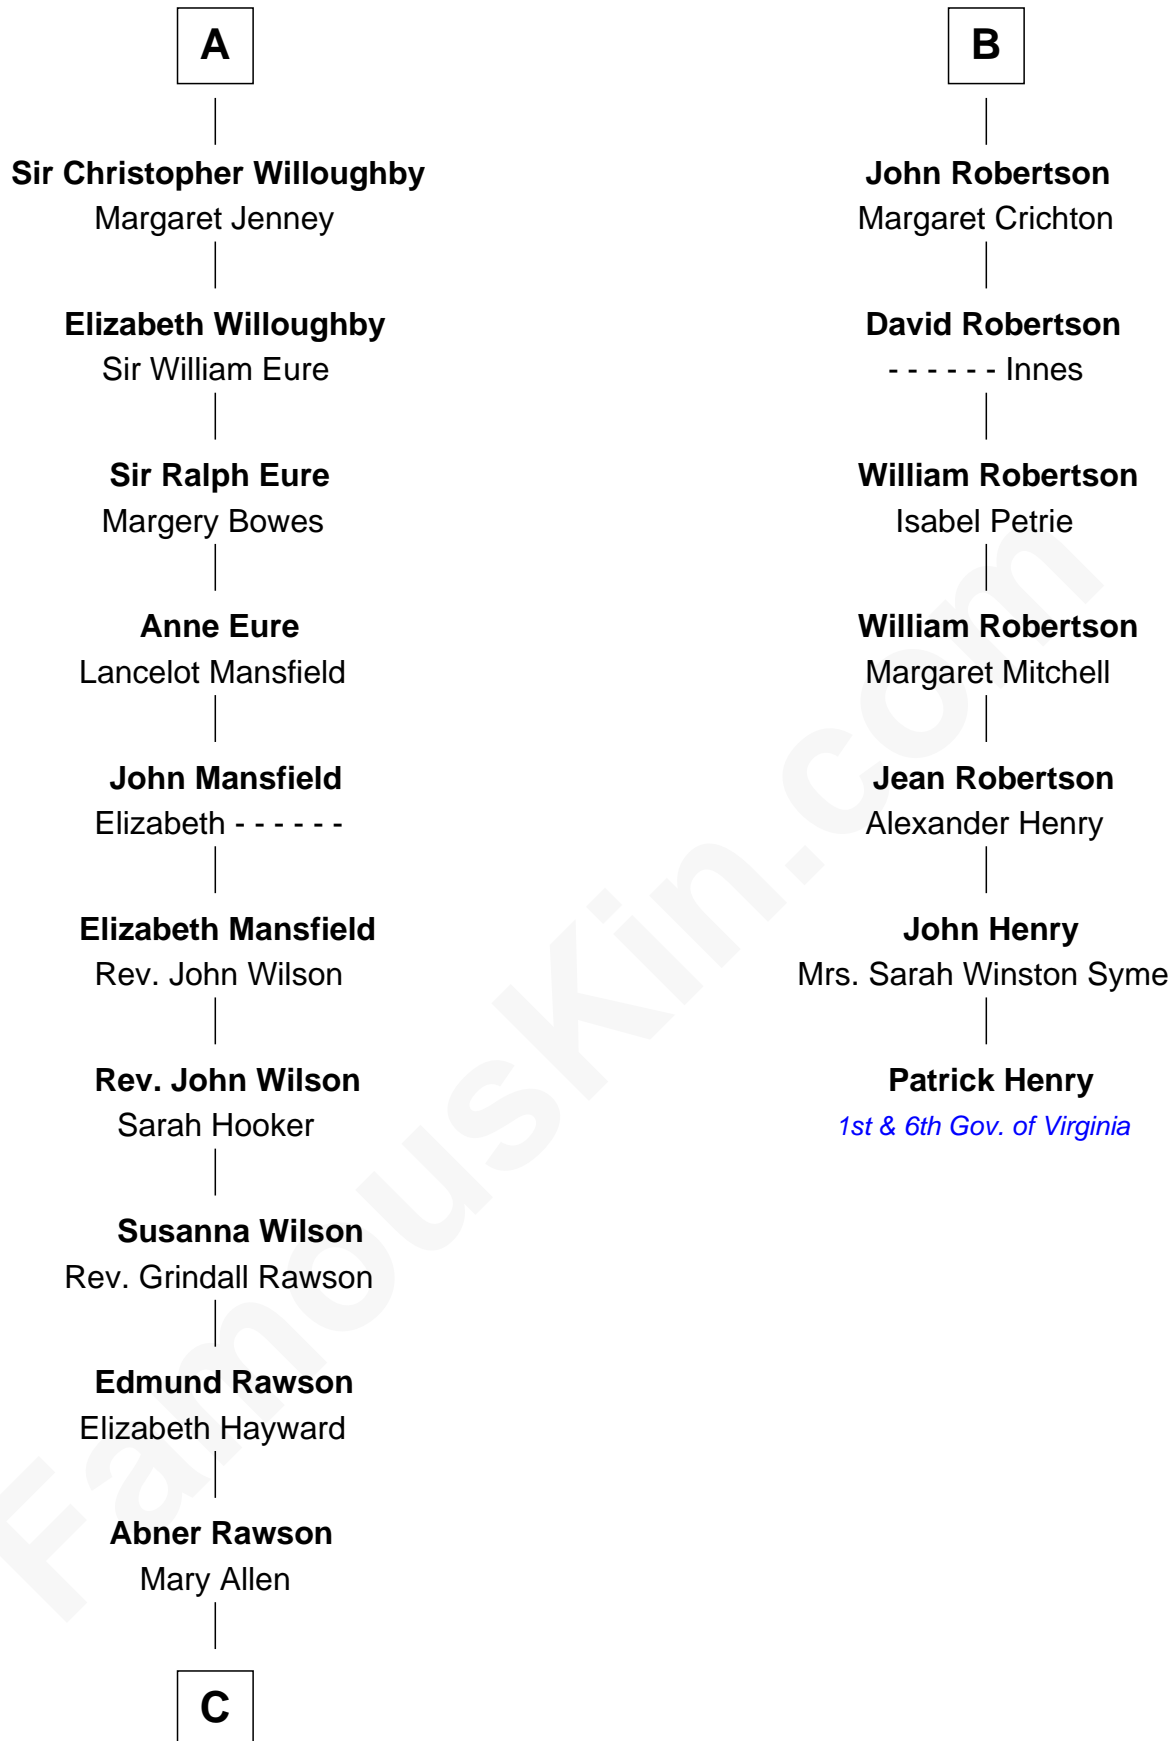 A
Sir Christopher Willoughby
Margaret Jenney
Elizabeth Willoughby
Sir William Eure
Sir Ralph Eure
Margery Bowes
Anne Eure
Lancelot Mansfield
John Mansfield
Elizabeth - - - - - -
Elizabeth Mansfield
Rev. John Wilson
Rev. John Wilson
Sarah Hooker
Susanna Wilson
Rev. Grindall Rawson
Edmund Rawson
Elizabeth Hayward
Abner Rawson
Mary Allen
C
B
John Robertson
Margaret Crichton
David Robertson
- - - - - - Innes
William Robertson
Isabel Petrie
William Robertson
Margaret Mitchell
Jean Robertson
Alexander Henry
John Henry
Mrs. Sarah Winston Syme
Patrick Henry
1st & 6th Gov. of Virginia
FamousKin.com